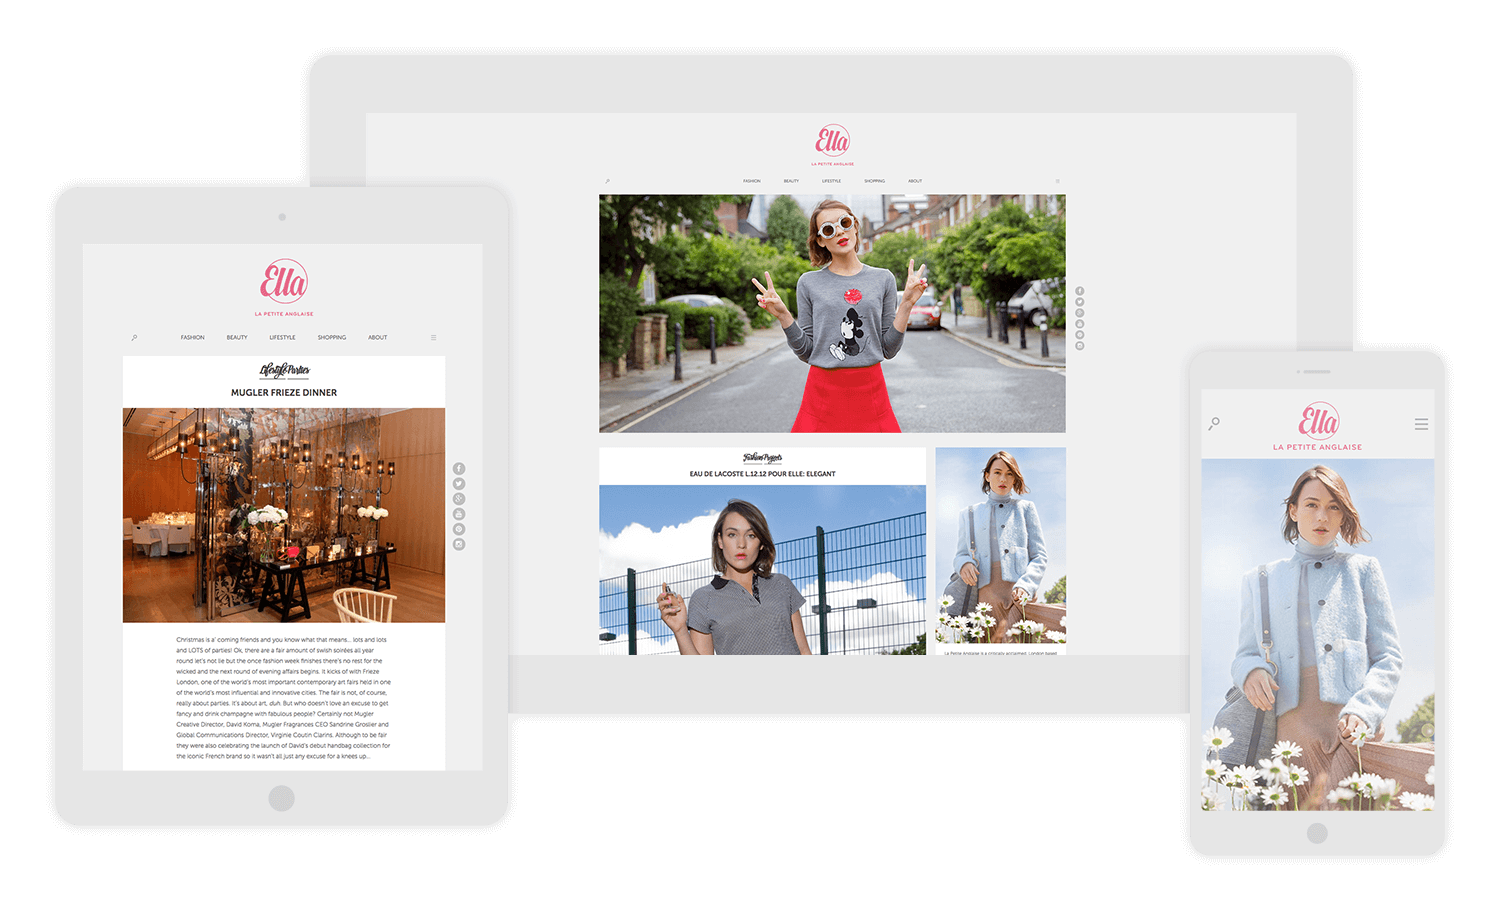 Ella
LA PETITE ANGLAISE
FASHION BEAUTY LIFESTYLE SHOPPING ABOUT
Lifestyle Parties
MUGLER FRIEZE DINNER
Christmas is a' coming friends and you know what that means... lots and lots
and LOTS of parties! Ok, there are a fair amount of swish soirées all year
round let's not lie but the once fashion week finishes there's no rest for the
wicked and the next round of evening affairs begins. It kicks of with Frieze
London, one of the world's most important contemporary art fairs held in one
of the world's most influential and innovative cities. The fair is not, of course,
really about parties. It's about art, duh. But who doesn't love an excuse to get
fancy and drink champagne with fabulous people? Certainly not Mugler
Creative Director, David Koma, Mugler Fragrances CEO Sandrine Groslier and
Global Communications Director, Virginie Coutin Clarins. Although to be fair
they were also celebrating the launch of David's debut handbag collection for
the iconic French brand so it wasn't all just any excuse for a knees up...
Ella
LA PETITE ANGLAISE
FASHION BEAUTY LIFESTYLE SHOPPING ABOUT
Fashion Projects
EAU DE LACOSTE L.12.12 POUR ELLE: ELEGANT
La Petite Anglaise is a critically acclaimed, London based
Ella
LA PETITE ANGLAISE